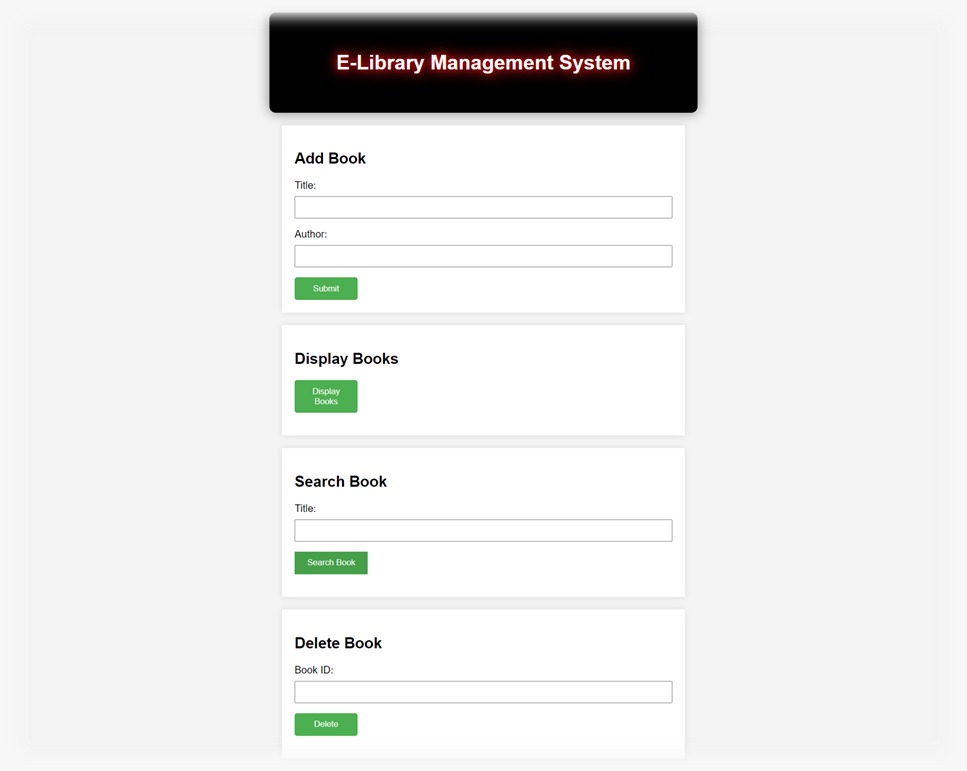 E-Library Management System
Add Book
Title:
Author:
Submit
Display Books
Display
Books
Search Book
Title:
Search Book
Delete Book
Book ID:
Delete